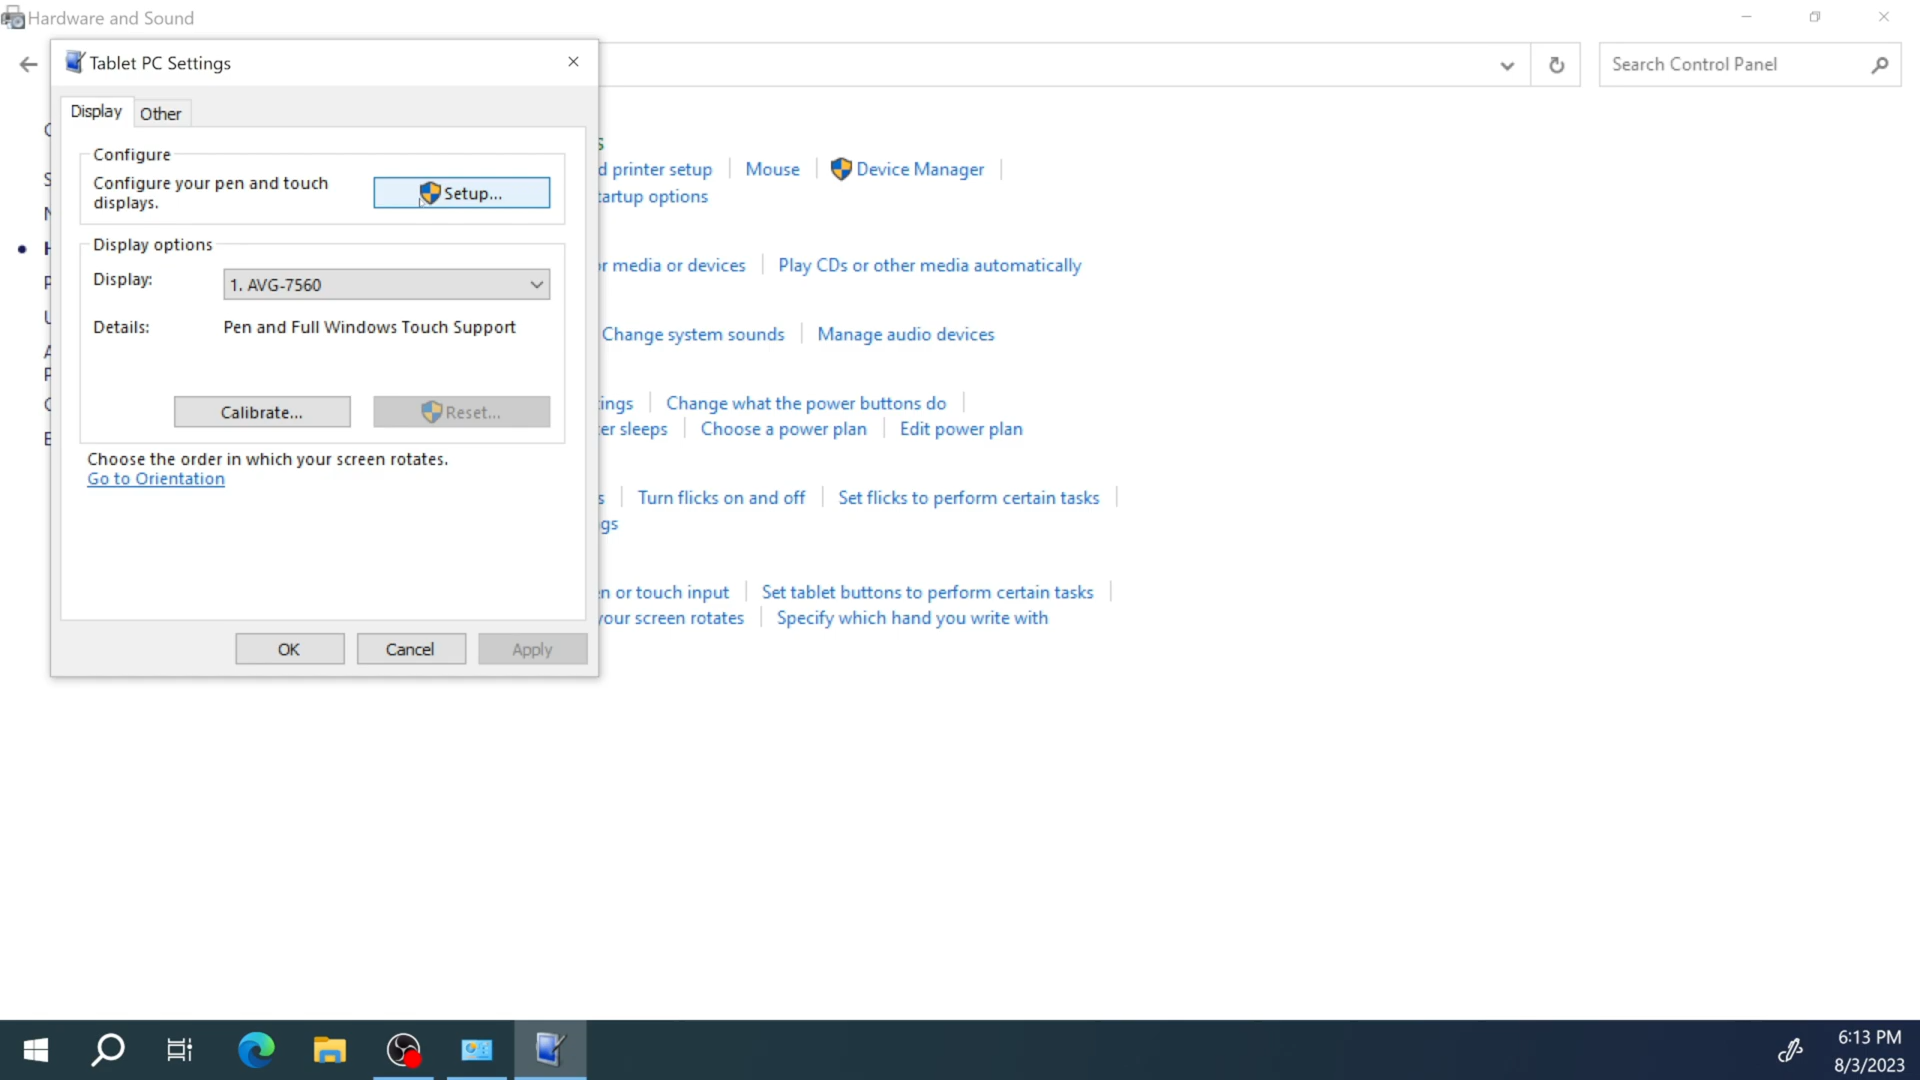 Hardware and Sound
Tablet PC Settings
Search Control Panel
Display
Other
Configure
Configure your pen and touch
displays.
Setup...
Display options
Display:
1. AVG-7560
Details:
Pen and Full Windows Touch Support
Calibrate...
Reset...
Choose the order in which your screen rotates.
Go to Orientation
OK
Cancel
Apply
printer setup
Mouse
Device Manager
options
media or devices
Play CDs or other media automatically
Change system sounds
Manage audio devices
Change what the power buttons do
sleeps
Choose a power plan
Edit power plan
Turn flicks on and off
Set flicks to perform certain tasks
or touch input
Set tablet buttons to perform certain tasks
your screen rotates
Specify which hand you write with
6:13 PM
8/3/2023